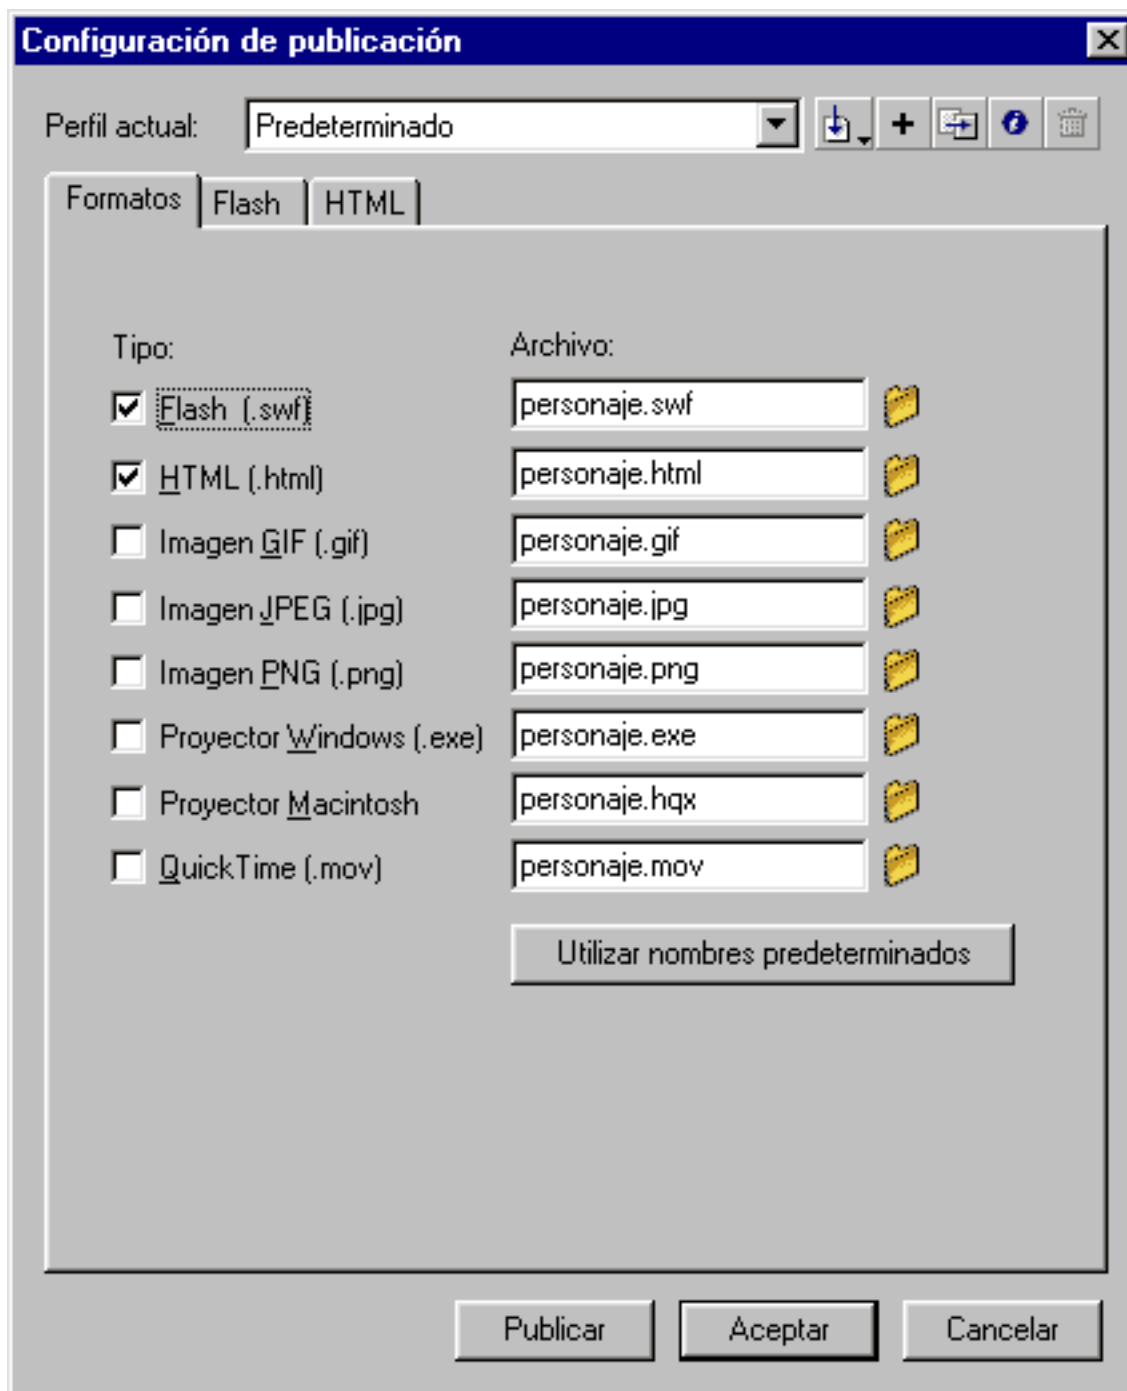 Configuración de publicación
Perfil actual: Predeterminado
Formatos Flash HTML
Tipo: Archivo:
Flash (.swf) personaje.swf
HTML (.html) personaje.html
Imagen GIF (.gif) personaje.gif
Imagen JPEG (.jpg) personaje.jpg
Imagen PNG (.png) personaje.png
Proyector Windows (.exe) personaje.exe
Proyector Macintosh personaje.hqx
QuickTime (.mov) personaje.mov
Utilizar nombres predeterminados
Publicar Aceptar Cancelar